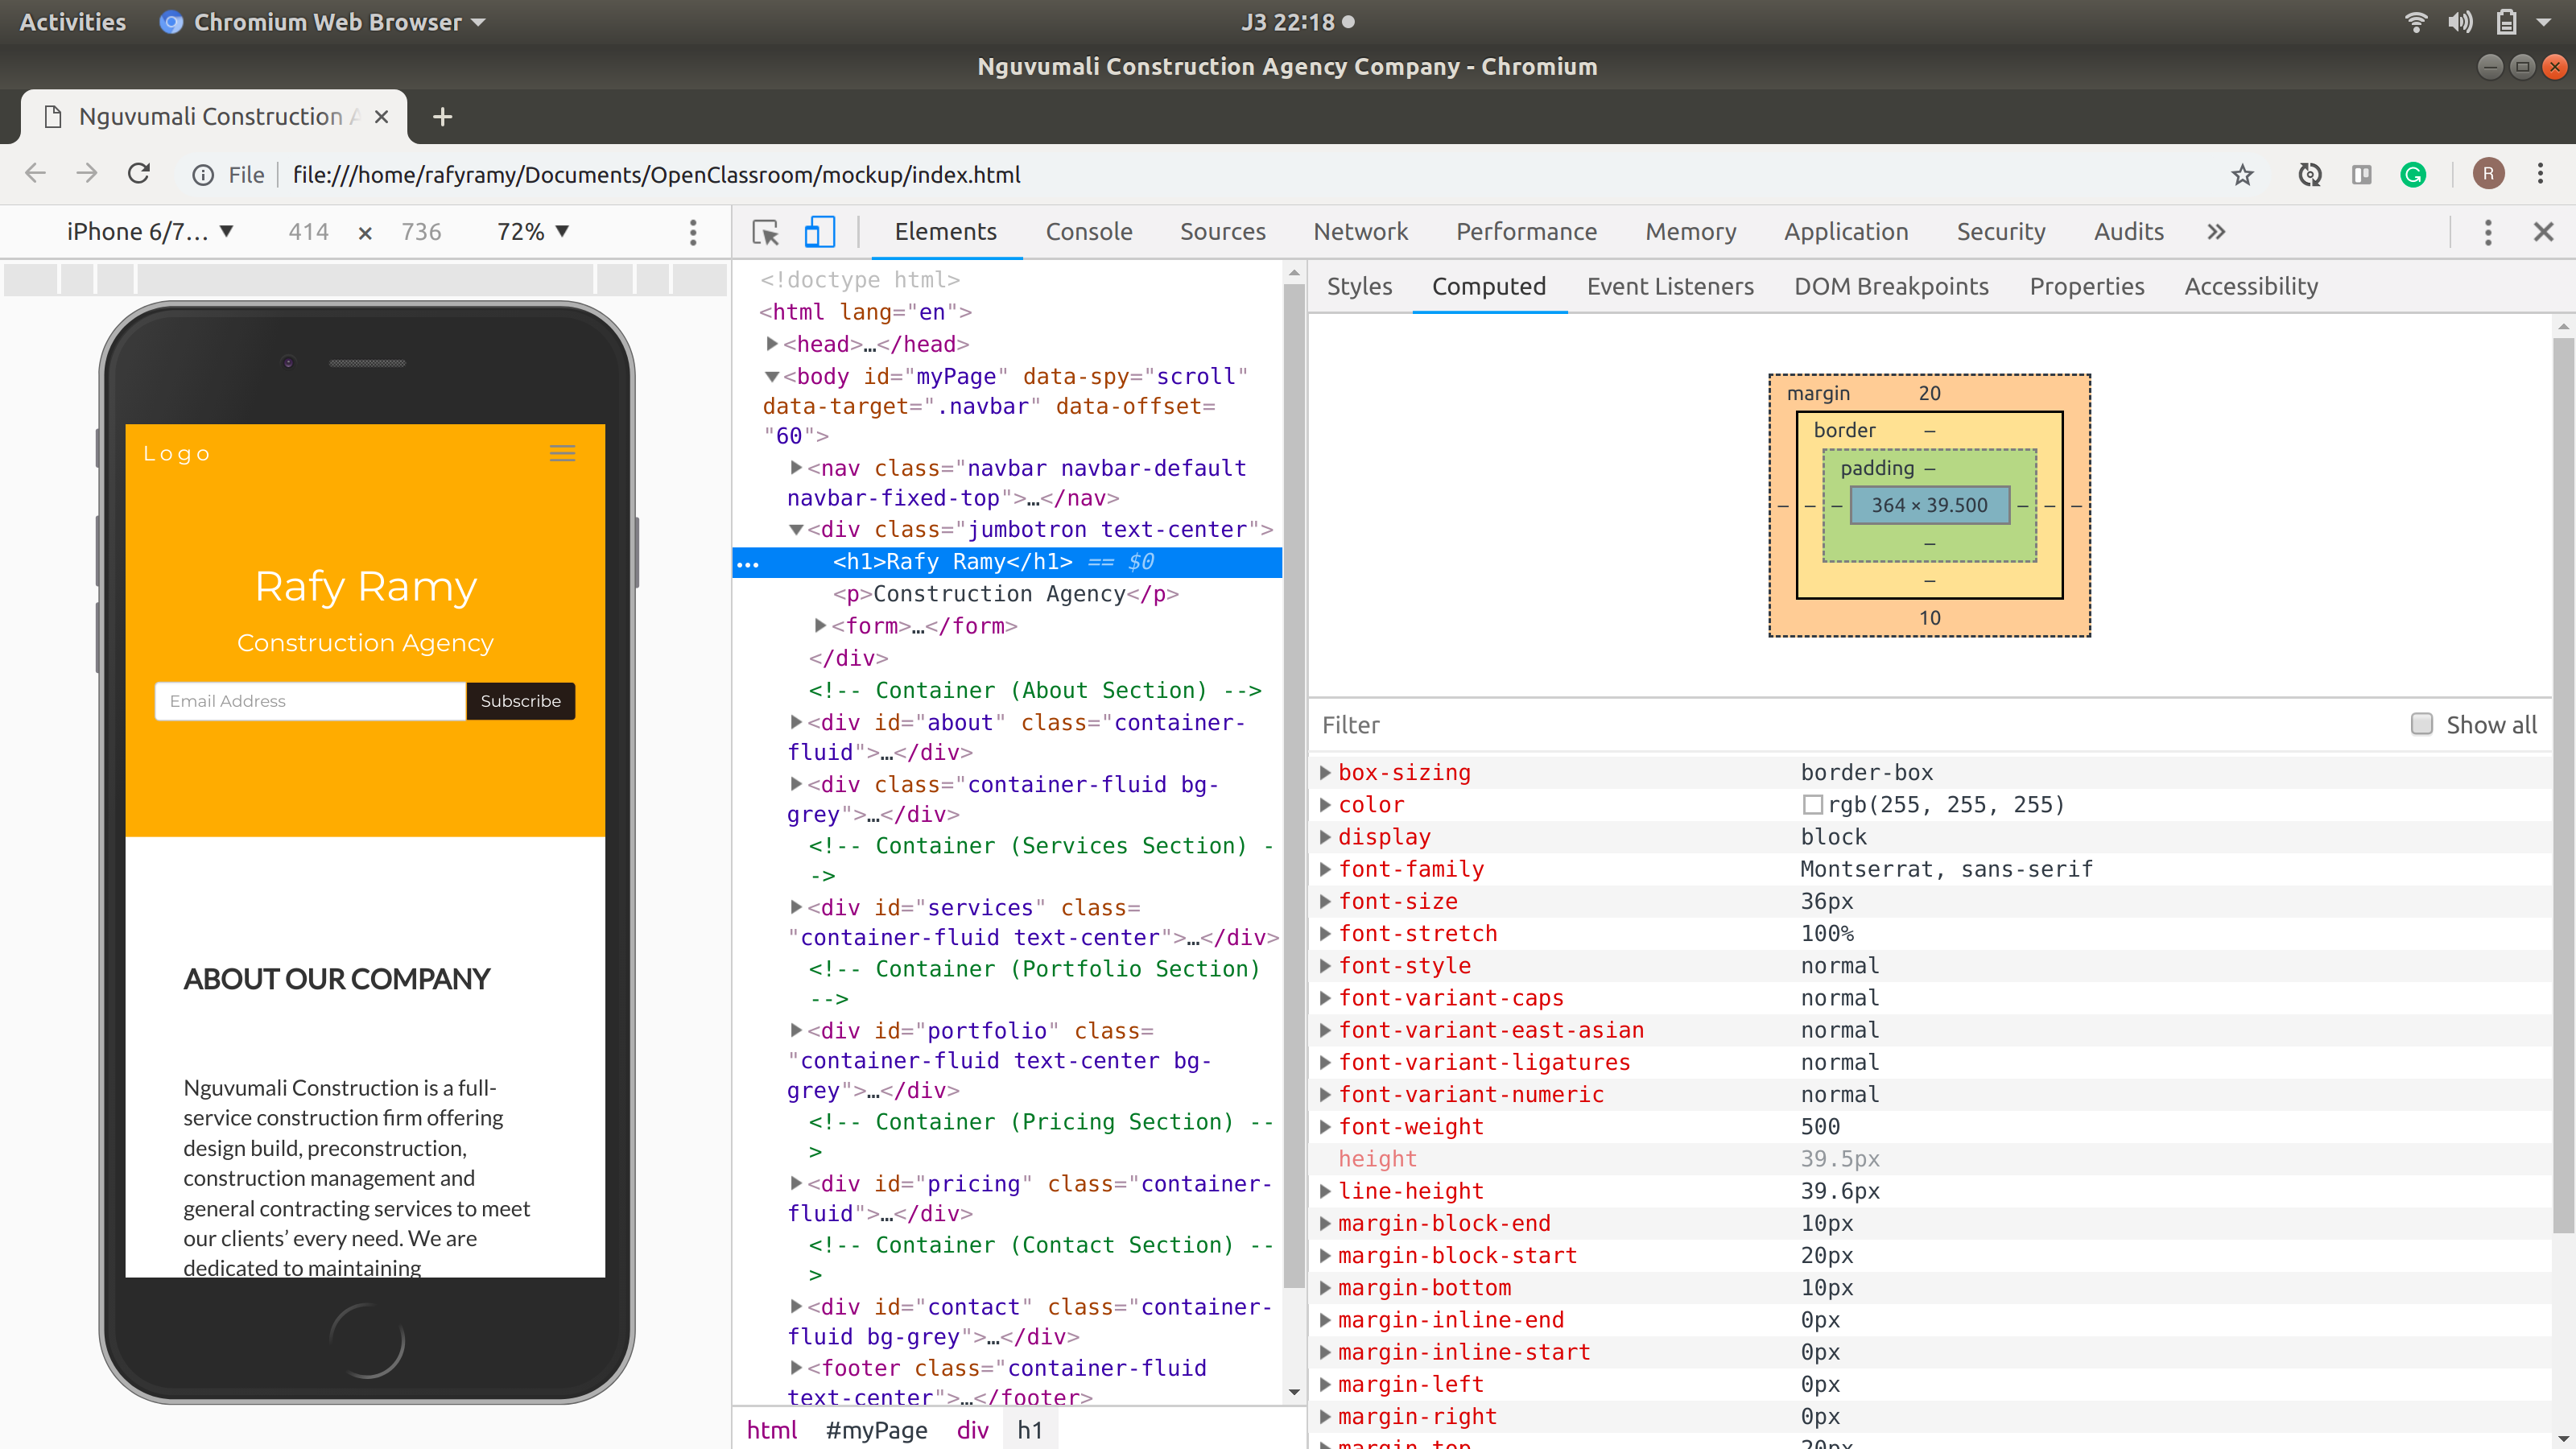 Activities Chromium Web Browser J3 22:18
Nguvumali Construction Agency Company - Chromium
Nguvumali Construction
File file:///home/rafyramy/Documents/OpenClassroom/mockup/index.html R
iPhone 6/7... 414 × 736 72%
Elements Console Sources Network Performance Memory Application Security Audits »
Logo
Rafy Ramy
Construction Agency
Email Address Subscribe
ABOUT OUR COMPANY
Nguvumali Construction is a full-
service construction firm offering
design build, preconstruction,
construction management and
general contracting services to meet
our clients’ every need. We are
dedicated to maintaining
<!doctype html>
<html lang="en">
<head>…</head>
<body id="myPage" data-spy="scroll"
data-target=".navbar" data-offset=
"60">
<nav class="navbar navbar-default
navbar-fixed-top">…</nav>
<div class="jumbotron text-center">
<h1>Rafy Ramy</h1> == $0
<p>Construction Agency</p>
<form>…</form>
</div>
<!-- Container (About Section) -->
<div id="about" class="container-
fluid">…</div>
<div class="container-fluid bg-
grey">…</div>
<!-- Container (Services Section) -
->
<div id="services" class=
"container-fluid text-center">…</div>
<!-- Container (Portfolio Section)
-->
<div id="portfolio" class=
"container-fluid text-center bg-
grey">…</div>
<!-- Container (Pricing Section) --
>
<div id="pricing" class="container-
fluid">…</div>
<!-- Container (Contact Section) --
>
<div id="contact" class="container-
fluid bg-grey">…</div>
<footer class="container-fluid
text-center">…</footer>
html #myPage div h1
Styles Computed Event Listeners DOM Breakpoints Properties Accessibility
margin 20
border –
padding –
– – – 364 × 39.500 – – –
–
–
10
Filter Show all
box-sizing border-box
color rgb(255, 255, 255)
display block
font-family Montserrat, sans-serif
font-size 36px
font-stretch 100%
font-style normal
font-variant-caps normal
font-variant-east-asian normal
font-variant-ligatures normal
font-variant-numeric normal
font-weight 500
height 39.5px
line-height 39.6px
margin-block-end 10px
margin-block-start 20px
margin-bottom 10px
margin-inline-end 0px
margin-inline-start 0px
margin-left 0px
margin-right 0px
margin-top 20px